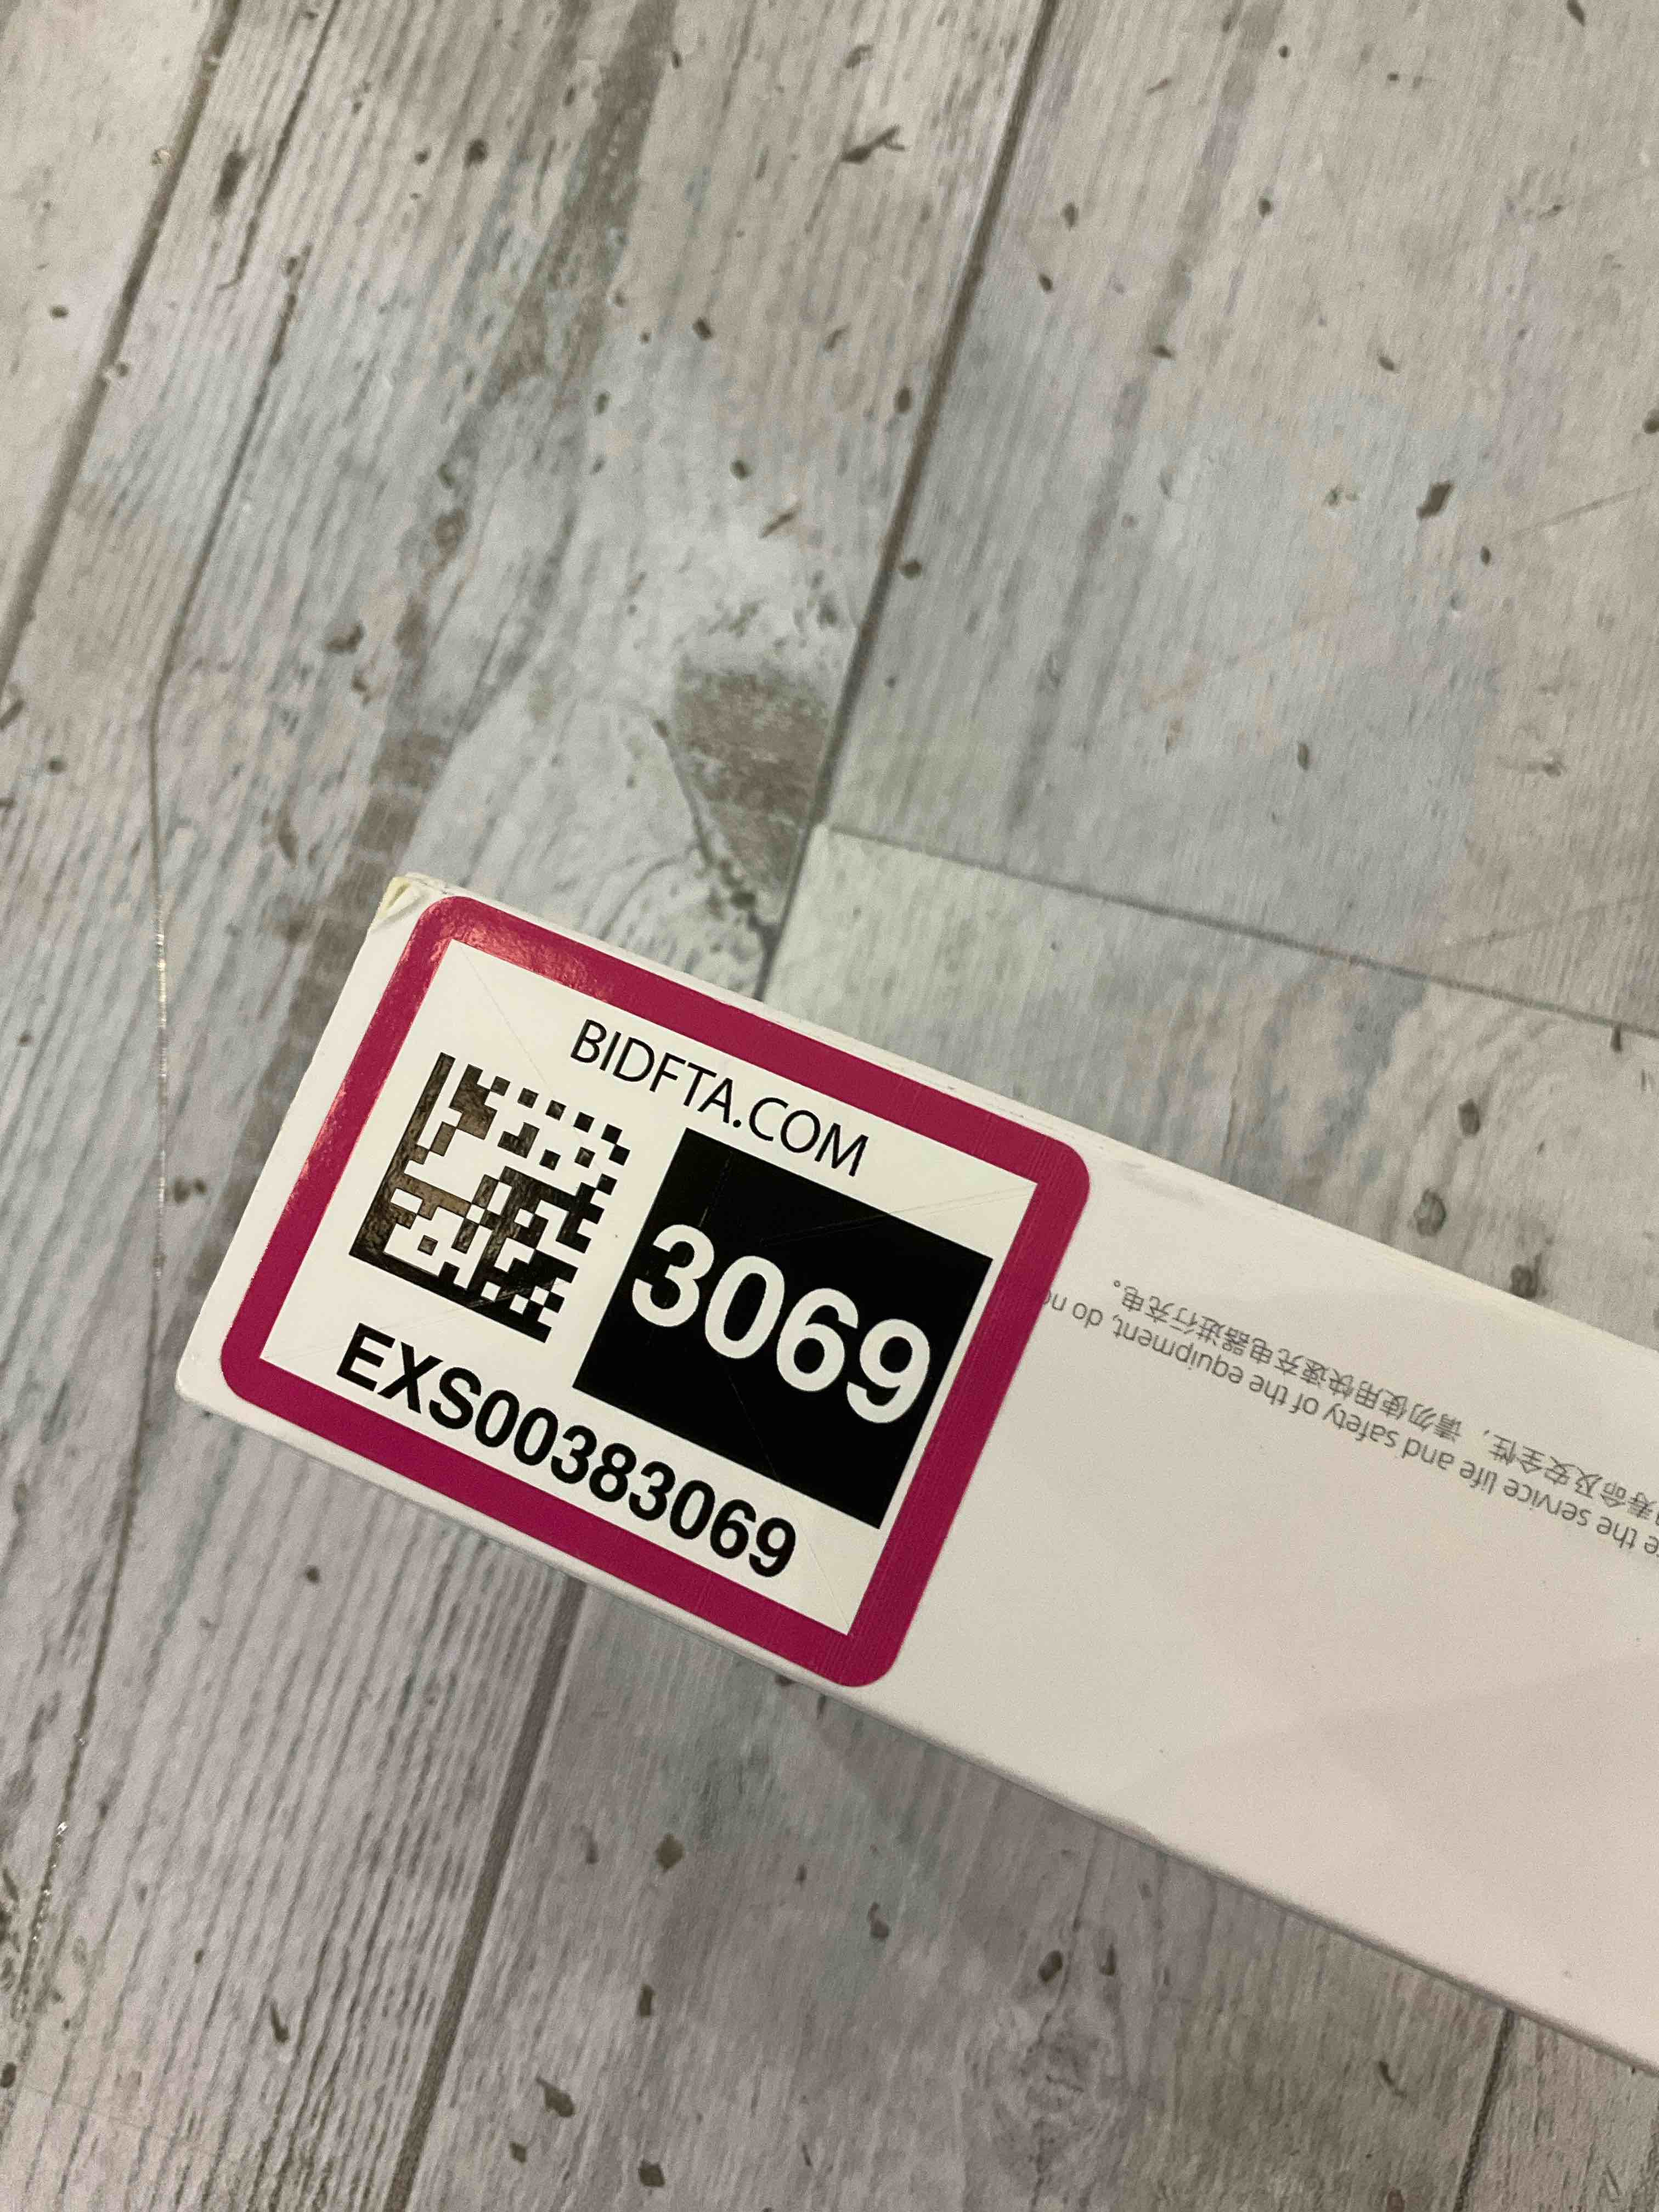 BIDFTA.COM
3069
EXS00383069
the service life and safety of the equipment, do
寿命及安全性，请勿使用快速充电器进行充电。